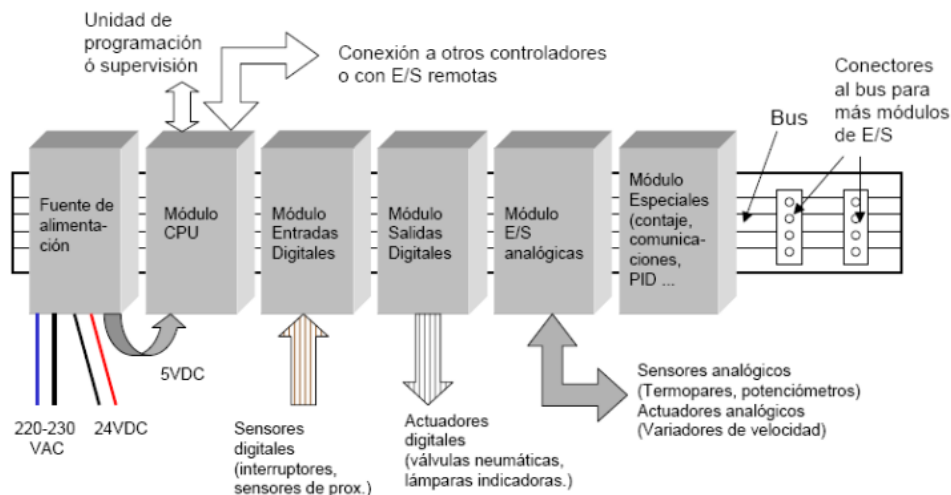 Unidad de
programación
ó supervisión
Conexión a otros controladores
o con E/S remotas
Conectores
al bus para
más módulos
de E/S
Bus
Fuente de
alimenta-
ción
Módulo
CPU
Módulo
Entradas
Digitales
Módulo
Salidas
Digitales
Módulo
E/S
analógicas
Módulo
Especiales
(contaje,
comunica-
ciones,
PID ...
5VDC
220-230
VAC
24VDC
Sensores
digitales
(interruptores,
sensores de prox.)
Actuadores
digitales
(válvulas neumáticas,
lámparas indicadoras.)
Sensores analógicos
(Termopares, potenciómetros)
Actuadores analógicos
(Variadores de velocidad)